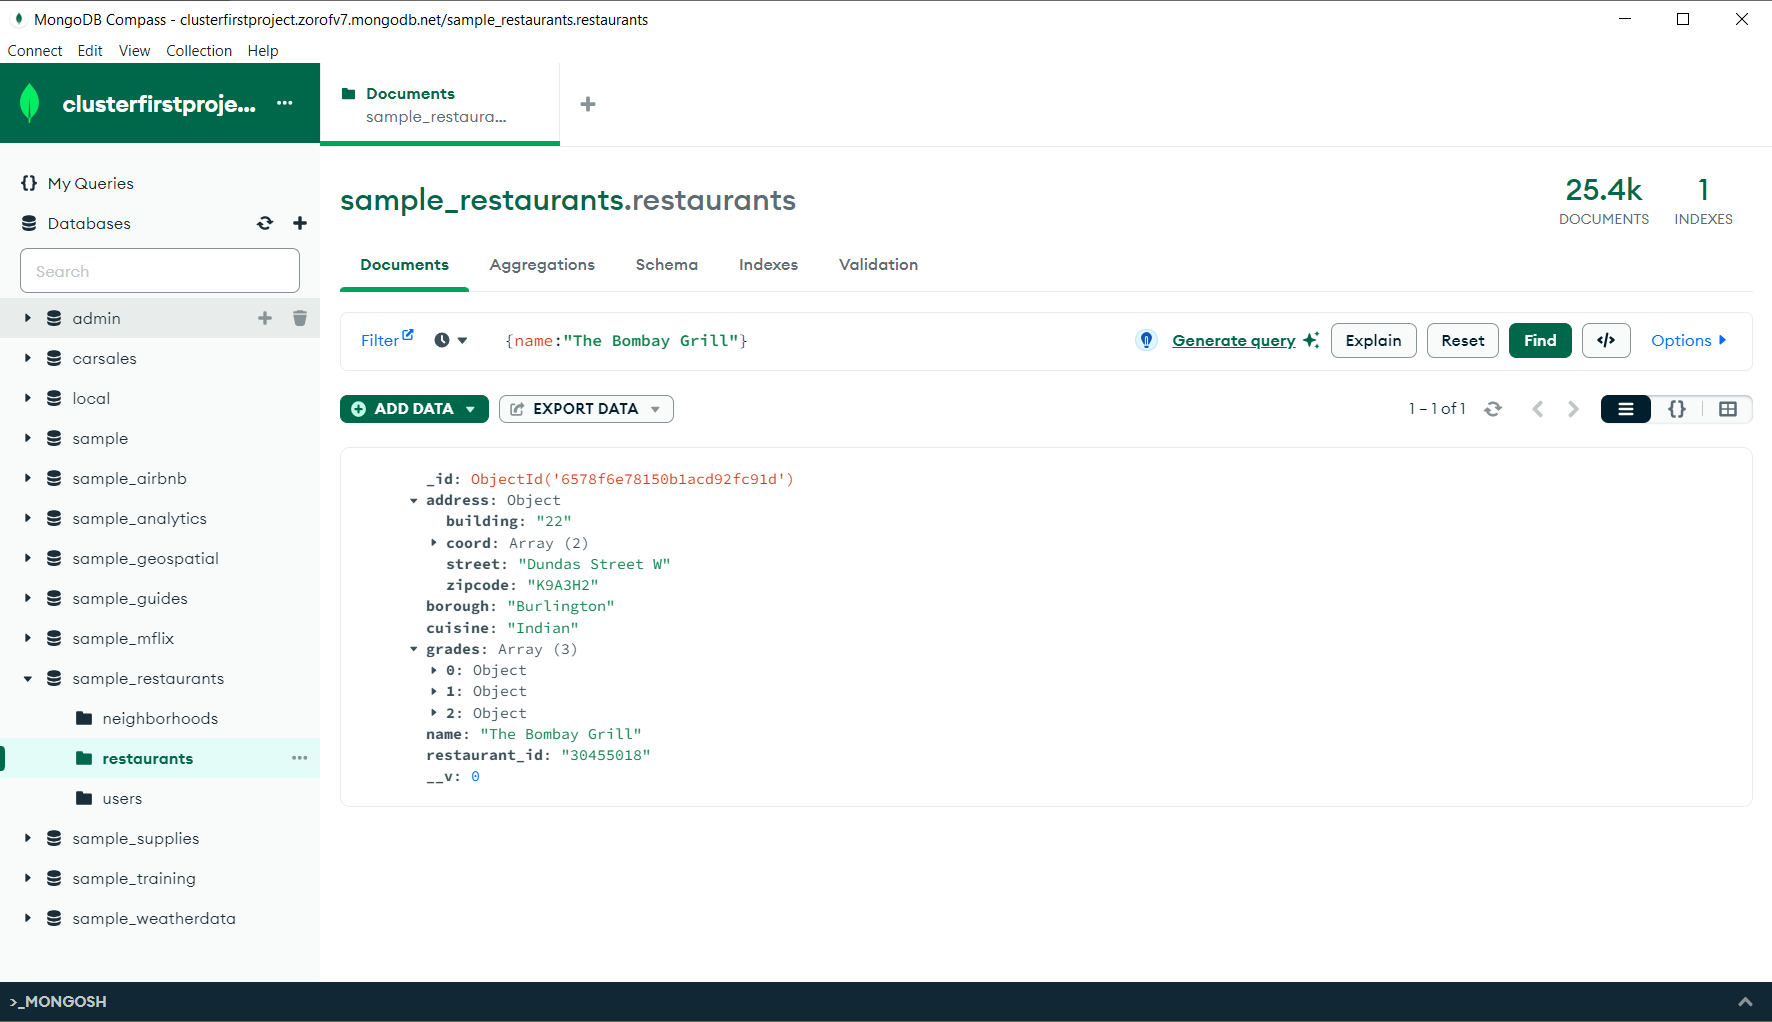 MongoDB Compass - clusterfirstproject.zorofv7.mongodb.net/sample_restaurants.restaurants
Connect Edit View Collection Help
clusterfirstproje... ...
Documents
sample_restaura...
My Queries
Databases
Search
admin
carsales
local
sample
sample_airbnb
sample_analytics
sample_geospatial
sample_guides
sample_mflix
sample_restaurants
neighborhoods
restaurants ...
users
sample_supplies
sample_training
sample_weatherdata
sample_restaurants.restaurants
25.4k
DOCUMENTS
1
INDEXES
Documents Aggregations Schema Indexes Validation
Filter {name:"The Bombay Grill"} Generate query Explain Reset Find </> Options
ADD DATA EXPORT DATA 1 – 1 of 1 {}
_id: ObjectId('6578f6e78150b1acd92fc91d')
address: Object
building: "22"
coord: Array (2)
street: "Dundas Street W"
zipcode: "K9A3H2"
borough: "Burlington"
cuisine: "Indian"
grades: Array (3)
0: Object
1: Object
2: Object
name: "The Bombay Grill"
restaurant_id: "30455018"
__v: 0
>_MONGOSH